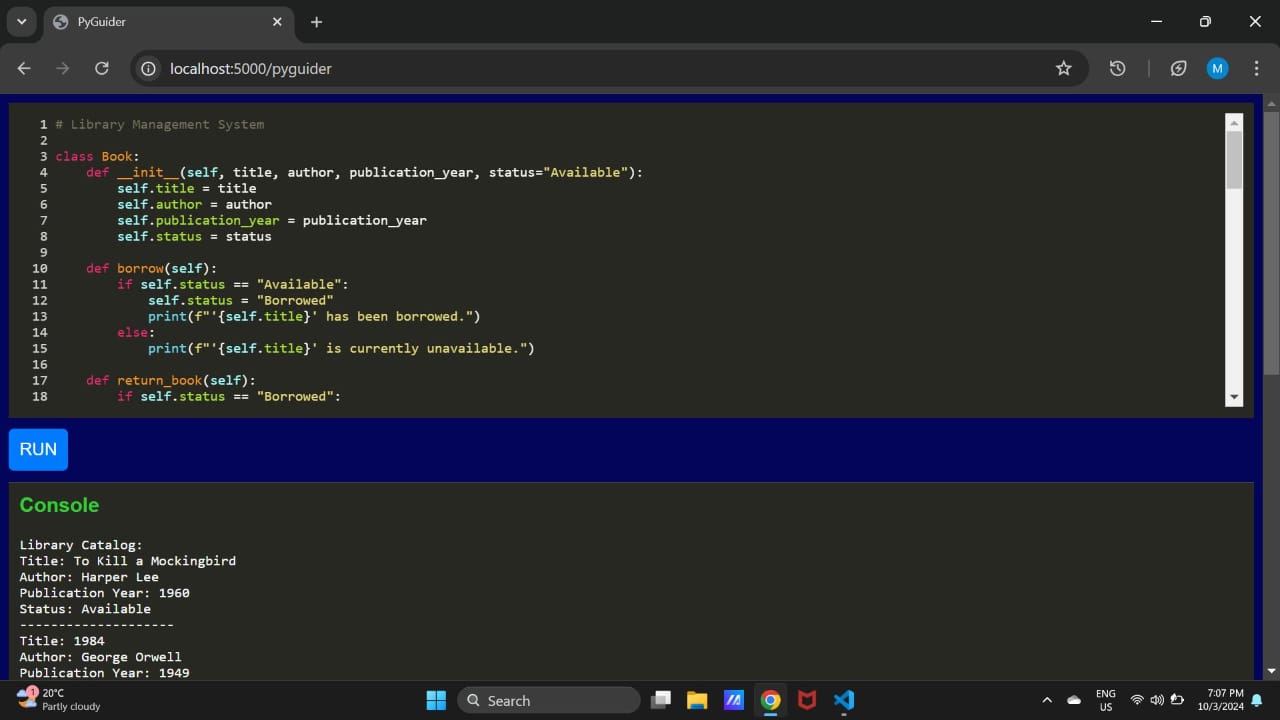 PyGuider
localhost:5000/pyguider
M
1 # Library Management System
2
3 class Book:
4     def __init__(self, title, author, publication_year, status="Available"):
5         self.title = title
6         self.author = author
7         self.publication_year = publication_year
8         self.status = status
9
10     def borrow(self):
11         if self.status == "Available":
12             self.status = "Borrowed"
13             print(f"'{self.title}' has been borrowed.")
14         else:
15             print(f"'{self.title}' is currently unavailable.")
16
17     def return_book(self):
18         if self.status == "Borrowed":
RUN
Console
Library Catalog:
Title: To Kill a Mockingbird
Author: Harper Lee
Publication Year: 1960
Status: Available
--------------------
Title: 1984
Author: George Orwell
Publication Year: 1949
1
20°C
Partly cloudy
Search
ENG
US
7:07 PM
10/3/2024